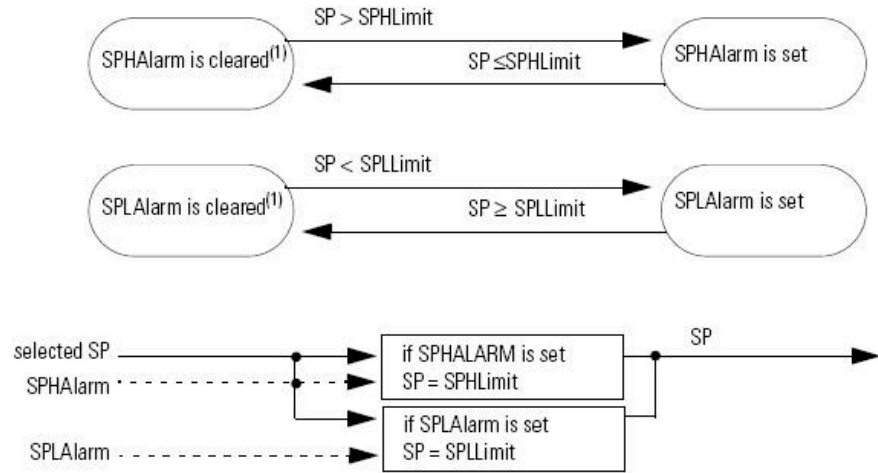 SP > SPHLimit
SPHAlarm is cleared(1)
SPHAlarm is set
SP ≤SPHLimit
SP < SPLLimit
SPLAlarm is cleared(1)
SPLAlarm is set
SP ≥ SPLLimit
SP
selected SP
if SPHALARM is set
SPHAlarm
SP = SPHLimit
if SPLAlarm is set
SPLAlarm
SP = SPLLimit